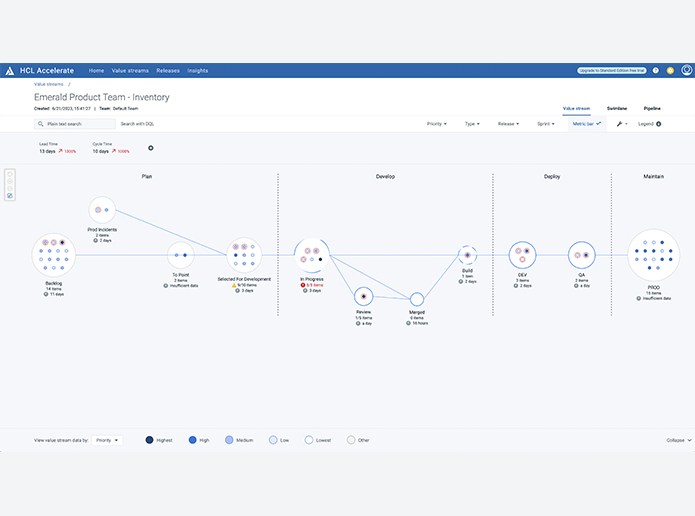 HCL Accelerate
Home Value streams Releases Insights
Upgrade to Standard Edition free trial
Value streams /
Emerald Product Team - Inventory
Created: 6/21/2022, 15:41:27 | Team: Default Team
Value stream Swimlane Pipeline
Plain text search Search with DQL
Priority Type Release Sprint Metric bar Legend
Lead Time Cycle Time
13 days 1300% 10 days 1000%
Plan Develop Deploy Maintain
Prod Incidents
2 items
2 days
Backlog
14 items
11 days
To Point
2 items
Insufficient data
Selected For Development
9/10 items
3 days
In Progress
5/5 items
3 days
Review
1/5 items
a day
Merged
0 items
16 hours
Build
1 item
2 days
DEV
3 items
2 days
QA
2 items
a day
PROD
15 items
Insufficient data
View value stream data by: Priority Highest High Medium Low Lowest Other Collapse